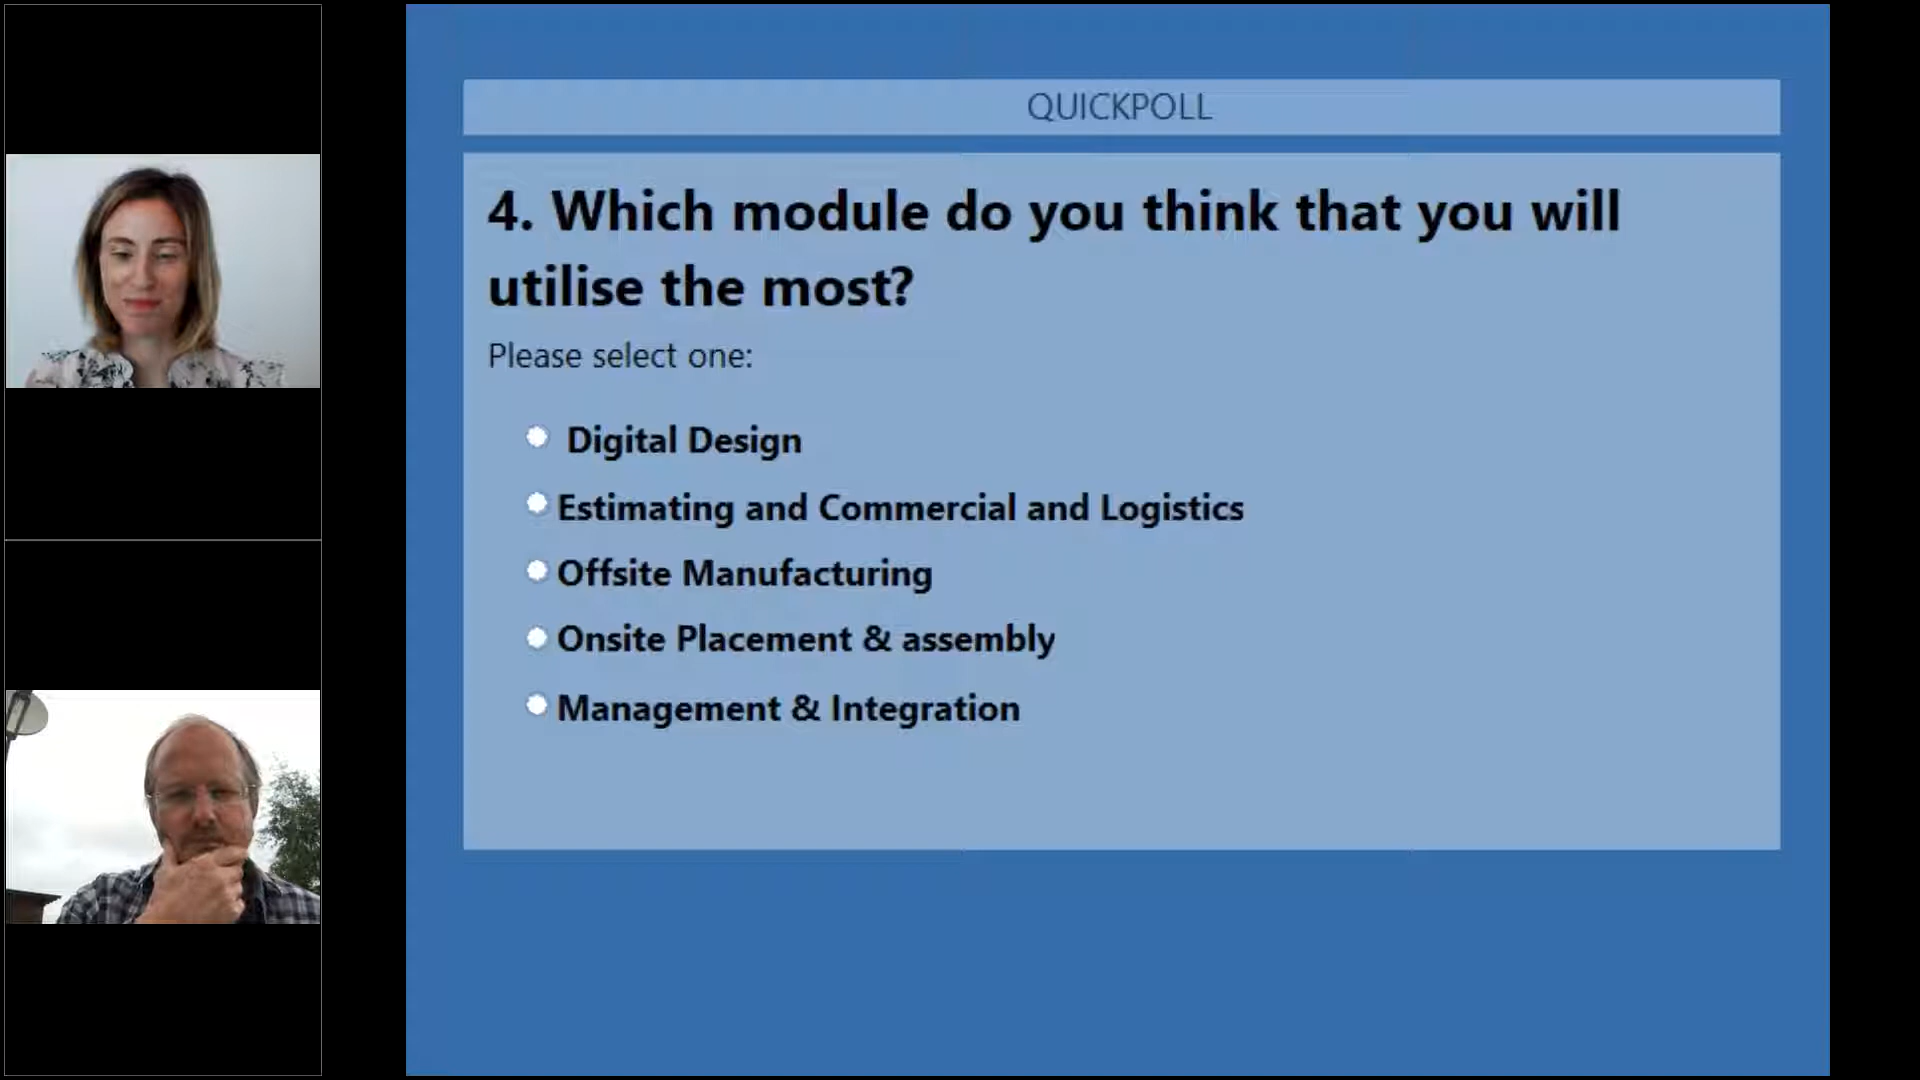 QUICKPOLL
4. Which module do you think that you will
utilise the most?
Please select one:
Digital Design
Estimating and Commercial and Logistics
Offsite Manufacturing
Onsite Placement & assembly
Management & Integration